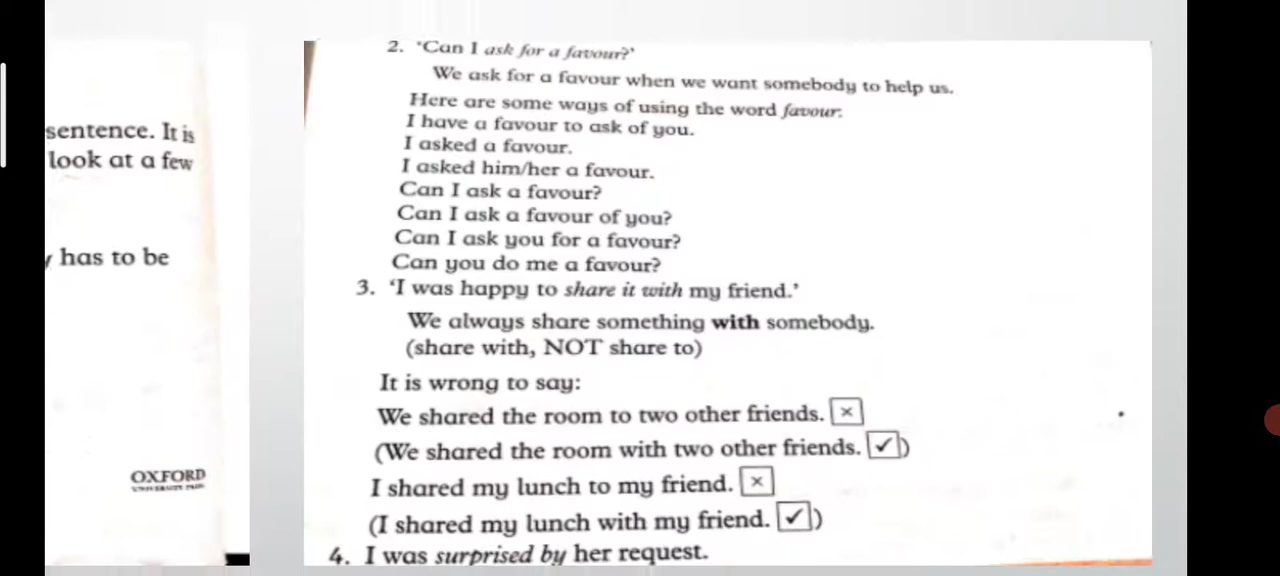 sentence. It is
look at a few
has to be
OXFORD
UNIVERSITY PRESS
2. 'Can I ask for a favour?'
We ask for a favour when we want somebody to help us.
Here are some ways of using the word favour.
I have a favour to ask of you.
I asked a favour.
I asked him/her a favour.
Can I ask a favour?
Can I ask a favour of you?
Can I ask you for a favour?
Can you do me a favour?
3. 'I was happy to share it with my friend.'
We always share something with somebody.
(share with, NOT share to)
It is wrong to say:
We shared the room to two other friends. ☒
(We shared the room with two other friends. ☑)
I shared my lunch to my friend. ☒
(I shared my lunch with my friend. ☑)
4. I was surprised by her request.